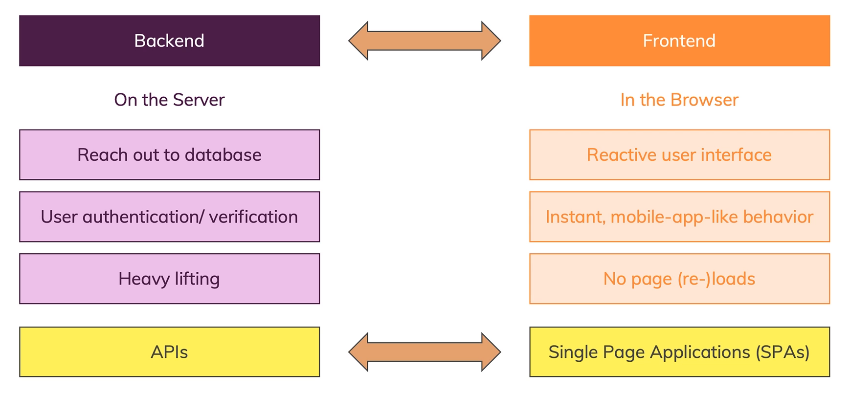 Backend
Frontend
On the Server
In the Browser
Reach out to database
Reactive user interface
User authentication/ verification
Instant, mobile-app-like behavior
Heavy lifting
No page (re-)loads
APIs
Single Page Applications (SPAs)